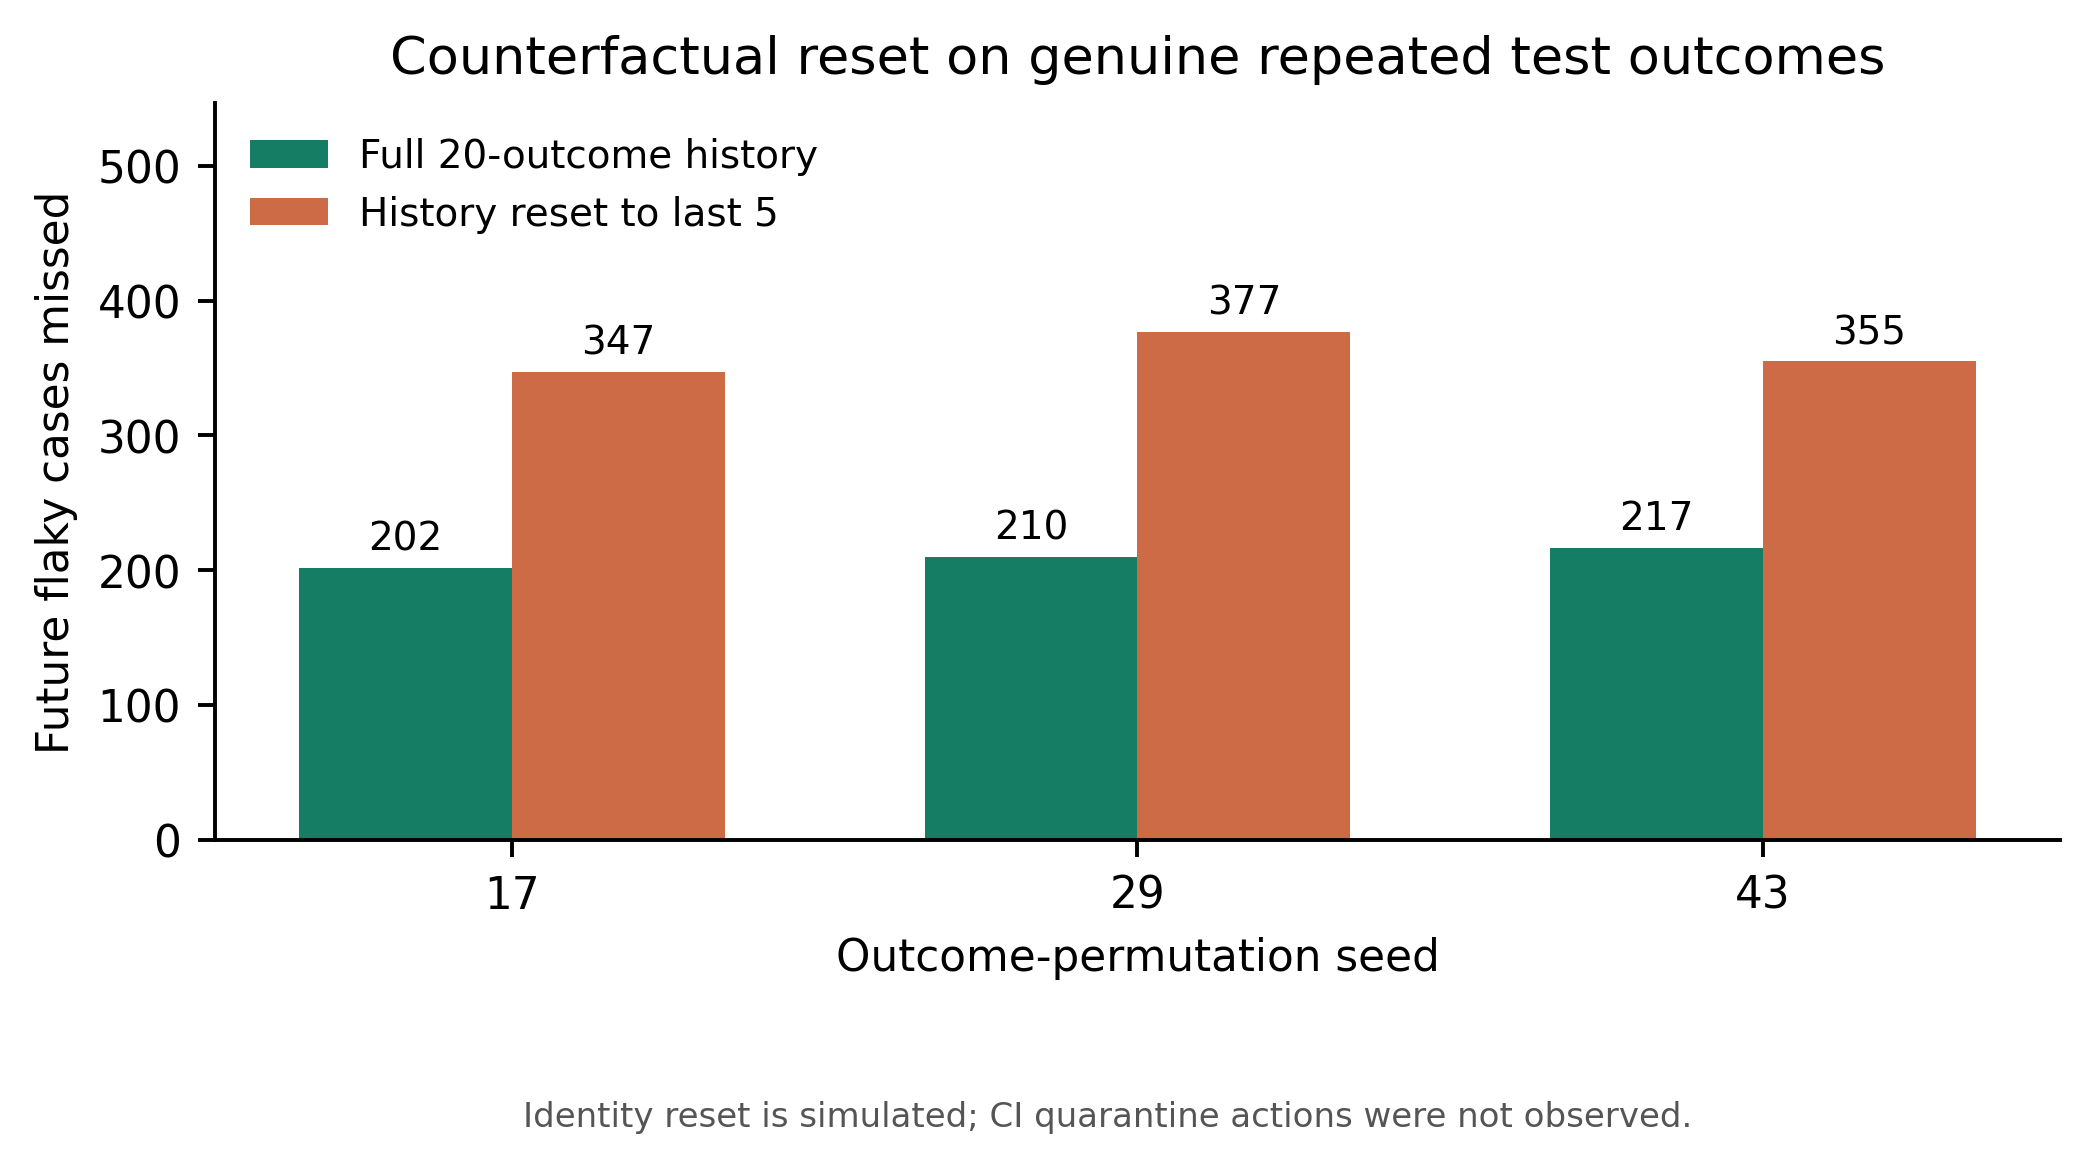 Counterfactual reset on genuine repeated test outcomes
Full 20-outcome history
History reset to last 5
Future flaky cases missed
500
400
300
200
100
0
202
347
210
377
217
355
17
29
43
Outcome-permutation seed
Identity reset is simulated; CI quarantine actions were not observed.